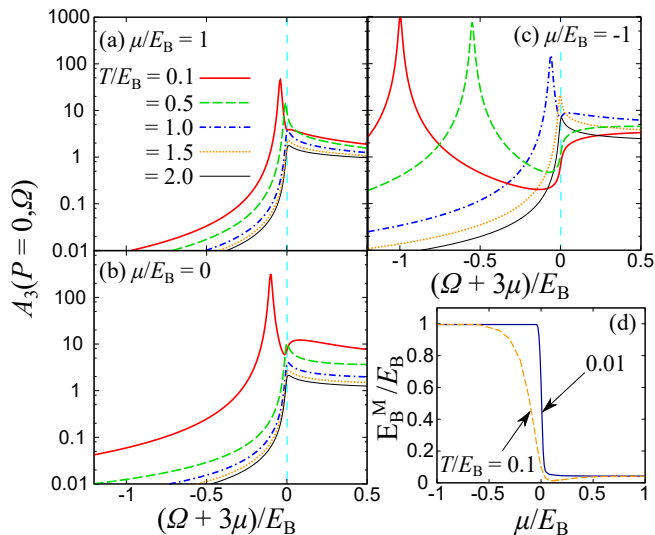 1000
100
10
1
0.1
0.01
(a) μ/E_B = 1
T/E_B = 0.1
= 0.5
= 1.0
= 1.5
= 2.0
A_3(P = 0,Ω)
(c) μ/E_B = -1
-1 -0.5 0 0.5
(Ω + 3μ)/E_B
(b) μ/E_B = 0
100
10
1
0.1
0.01
-1 -0.5 0 0.5
(Ω + 3μ)/E_B
(d)
1
0.8
0.6
0.4
0.2
0
E_B^M/E_B
0.01
T/E_B = 0.1
-1 -0.5 0 0.5 1
μ/E_B